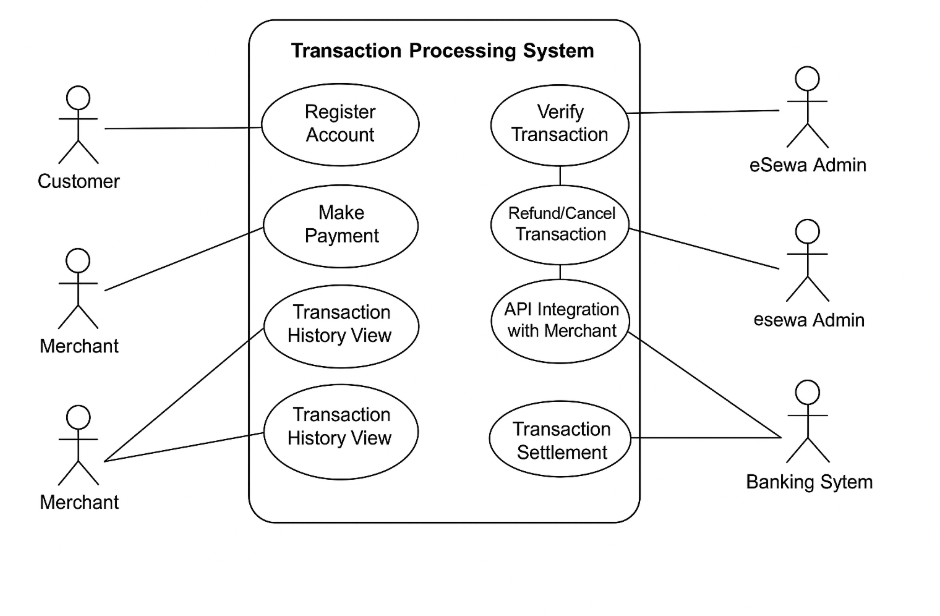 Transaction Processing System
Customer
Merchant
Merchant
Register
Account
Make
Payment
Transaction
History View
Transaction
History View
Verify
Transaction
Refund/Cancel
Transaction
API Integration
with Merchant
Transaction
Settlement
eSewa Admin
esewa Admin
Banking Sytem